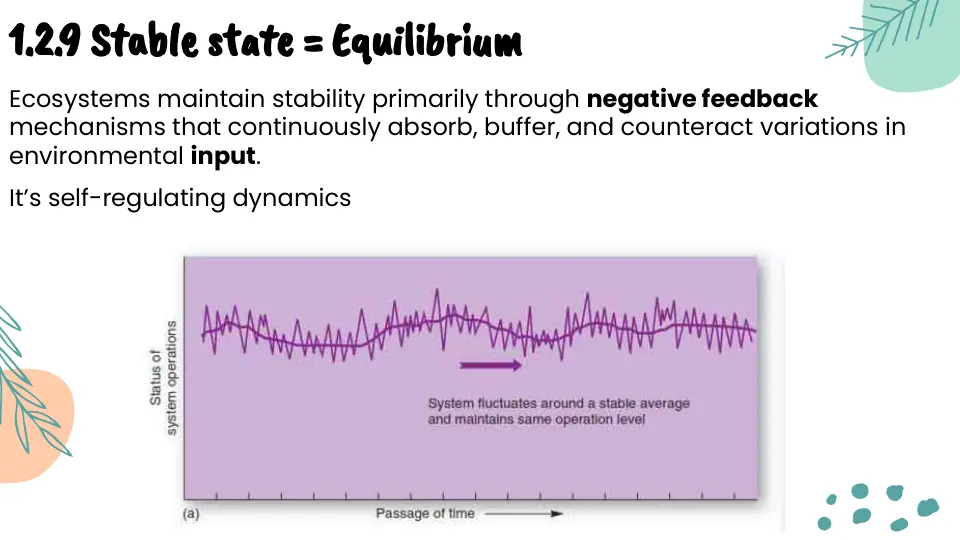 1.2.9 Stable state = Equilibrium
Ecosystems maintain stability primarily through negative feedback
mechanisms that continuously absorb, buffer, and counteract variations in
environmental input.
It’s self-regulating dynamics
Status of
system operations
System fluctuates around a stable average
and maintains same operation level
(a)
Passage of time